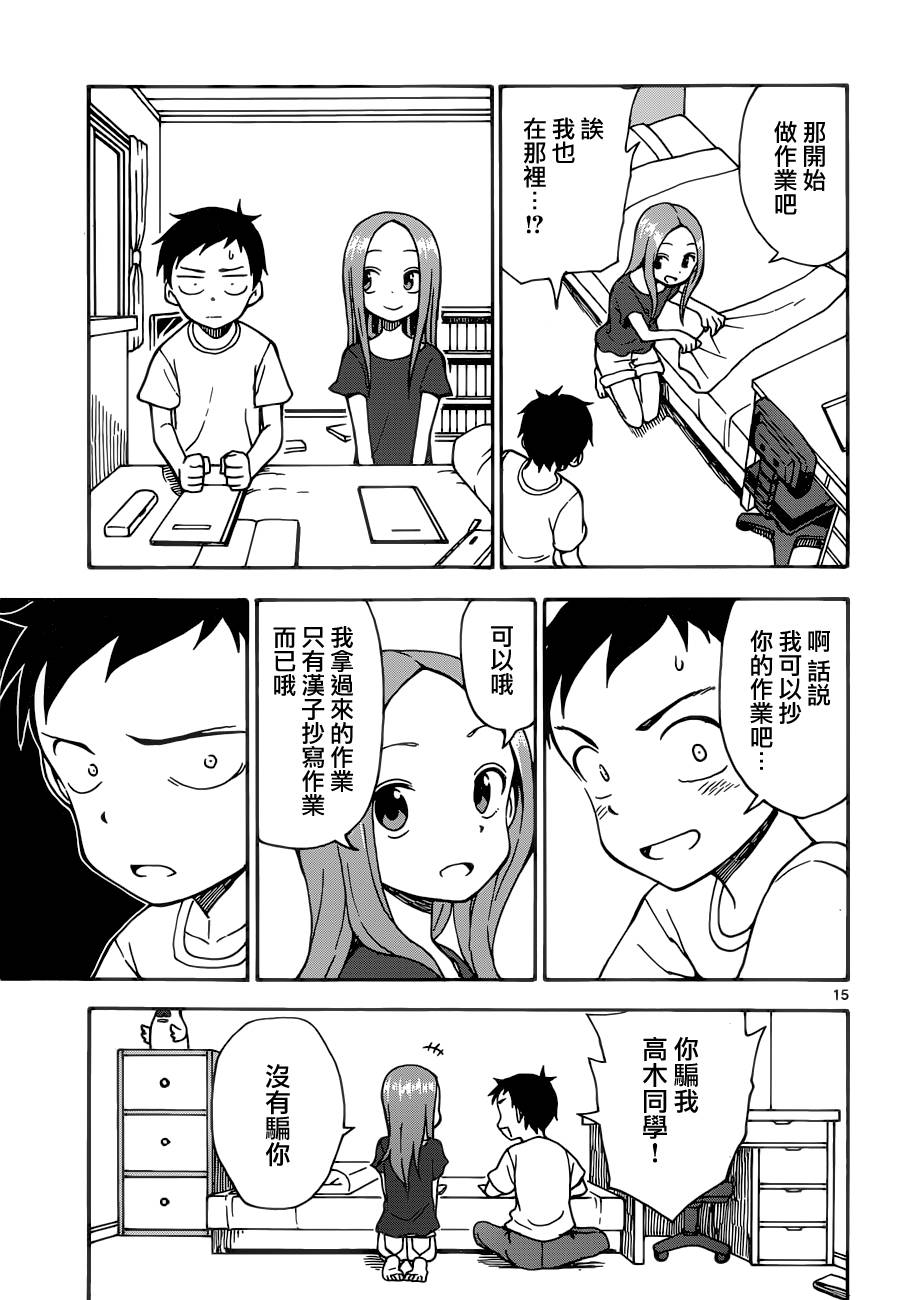 那開始
做作業吧
誒
我也
在那裡…
!?
啊 話說
我可以抄
你的作業吧…
可以哦
我拿過來的作業
只有漢子抄寫作業
而已哦
15
你騙我
高木同學！
沒有騙你